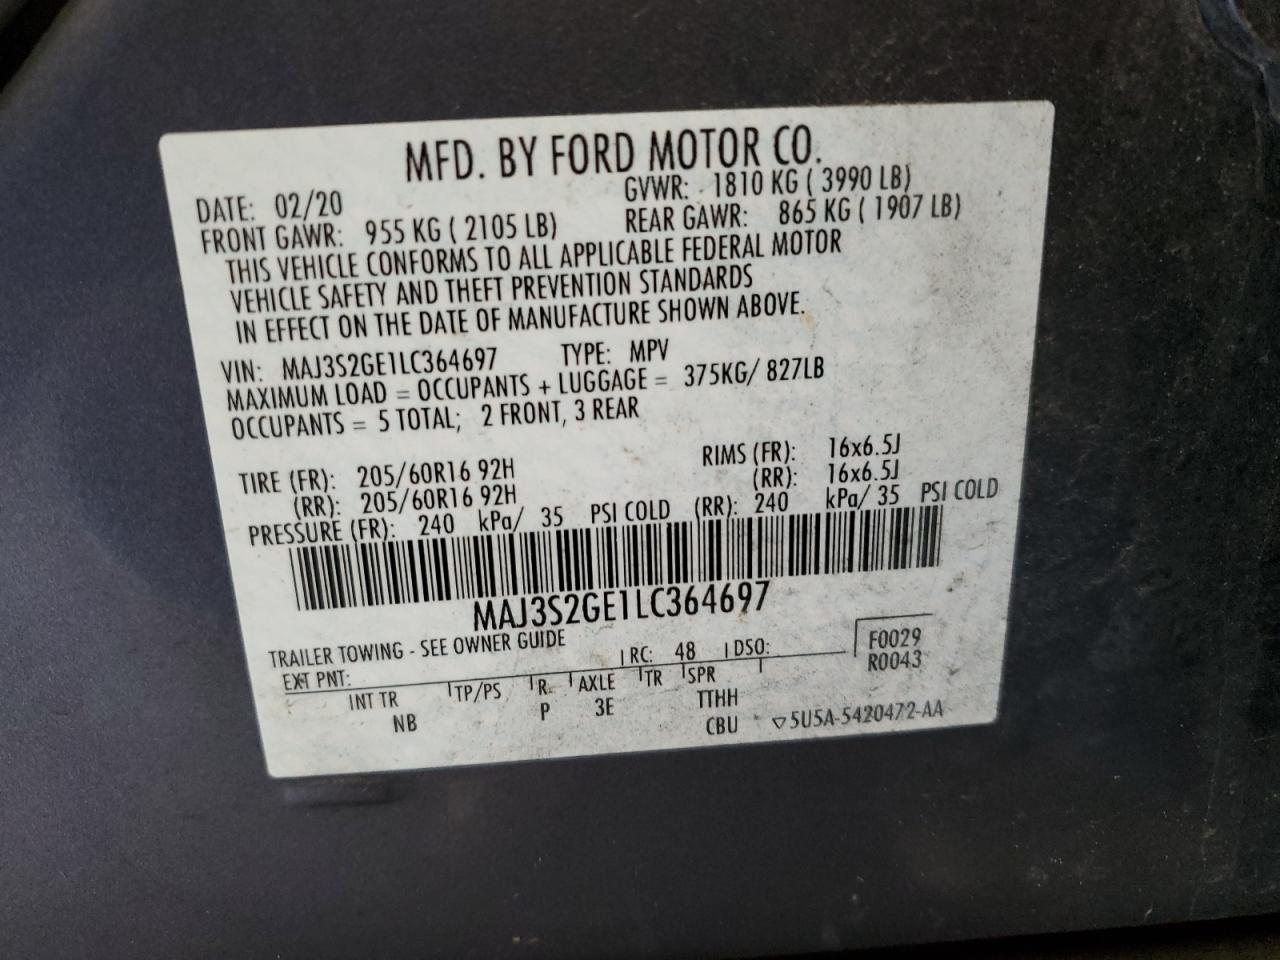 MFD. BY FORD MOTOR CO.
DATE: 02/20 GVWR: 1810 KG ( 3990 LB)
FRONT GAWR: 955 KG ( 2105 LB) REAR GAWR: 865 KG ( 1907 LB)
THIS VEHICLE CONFORMS TO ALL APPLICABLE FEDERAL MOTOR
VEHICLE SAFETY AND THEFT PREVENTION STANDARDS
IN EFFECT ON THE DATE OF MANUFACTURE SHOWN ABOVE.
VIN: MAJ3S2GE1LC364697 TYPE: MPV
MAXIMUM LOAD = OCCUPANTS + LUGGAGE = 375KG/ 827LB
OCCUPANTS = 5 TOTAL; 2 FRONT, 3 REAR
TIRE (FR): 205/60R16 92H RIMS (FR): 16x6.5J
(RR): 205/60R16 92H (RR): 16x6.5J
PRESSURE (FR): 240 kPa/ 35 PSI COLD (RR): 240 kPa/ 35 PSI COLD
MAJ3S2GE1LC364697
TRAILER TOWING - SEE OWNER GUIDE
EXT PNT: RC: 48 DSO: F0029
R0043
INT TR TP/PS R AXLE TR SPR
NB P 3E TTHH
CBU 5U5A-5420472-AA